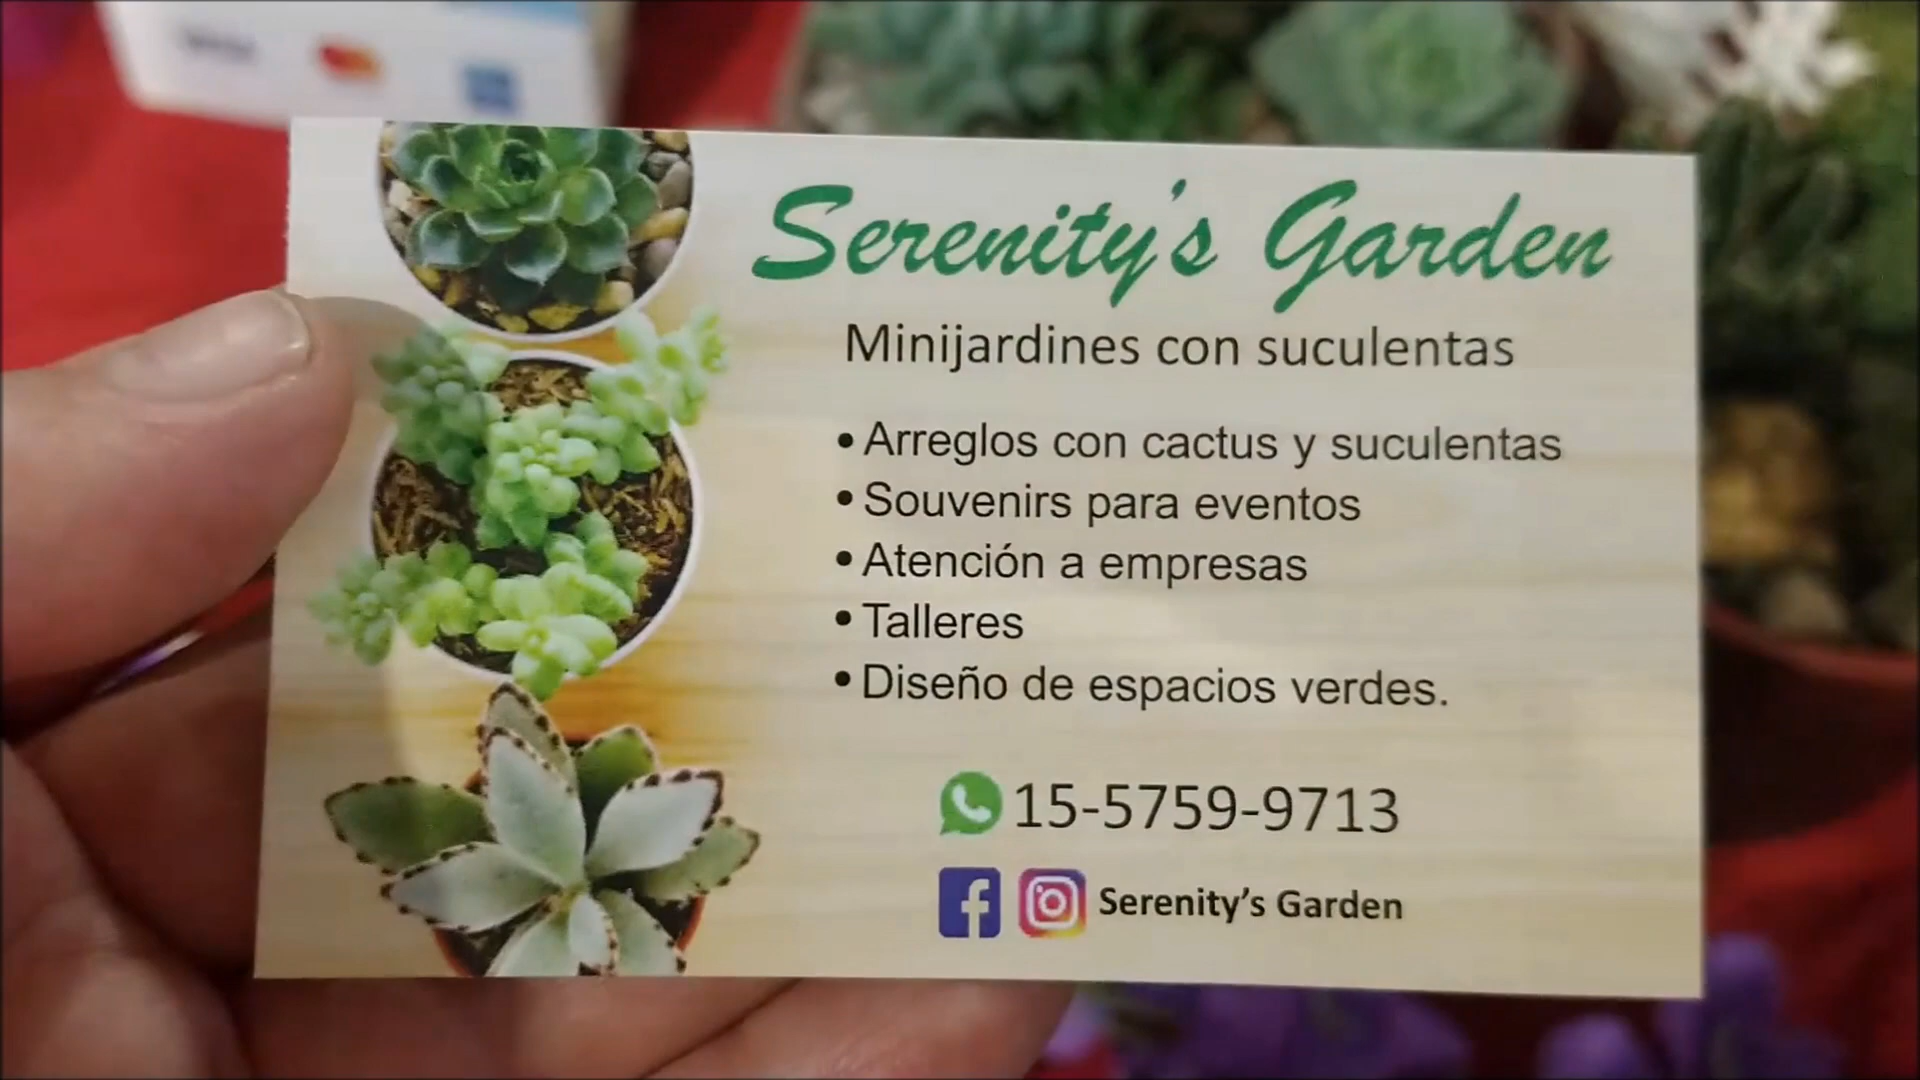 Serenity's Garden
Minijardines con suculentas
• Arreglos con cactus y suculentas
• Souvenirs para eventos
• Atención a empresas
• Talleres
• Diseño de espacios verdes.
15-5759-9713
Serenity's Garden